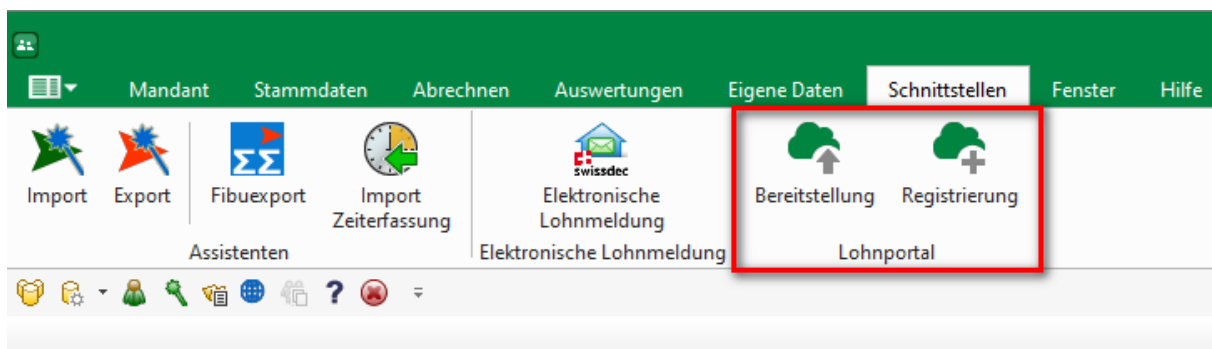 Mandant Stammdaten Abrechnen Auswertungen Eigene Daten Schnittstellen Fenster Hilfe
ΣΣ swissdec
Import Export Fibuexport Import Elektronische Bereitstellung Registrierung
Zeiterfassung Lohnmeldung
Assistenten Elektronische Lohnmeldung Lohnportal
?